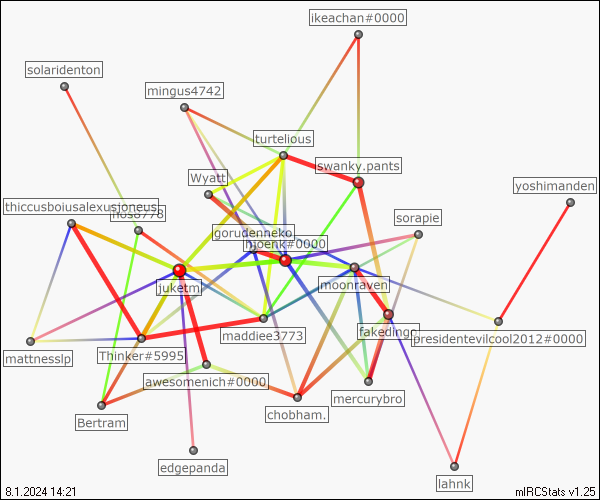 ikeachan#0000
solaridenton
mingus4742
turtelious
swanky.pants
Wyatt
yoshimanden
thiccusboiusalexusjoneus
sorapie
gorudenneko
moenk#0000
juketm
moonraven
maddiee3773
fakedingo
presidentevilcool2012#0000
mattnesslp
Thinker#5995
awesomenich#0000
mercurybro
Bertram
chobham.
edgepanda
lahnk
8.1.2024 14:21
mIRCStats v1.25